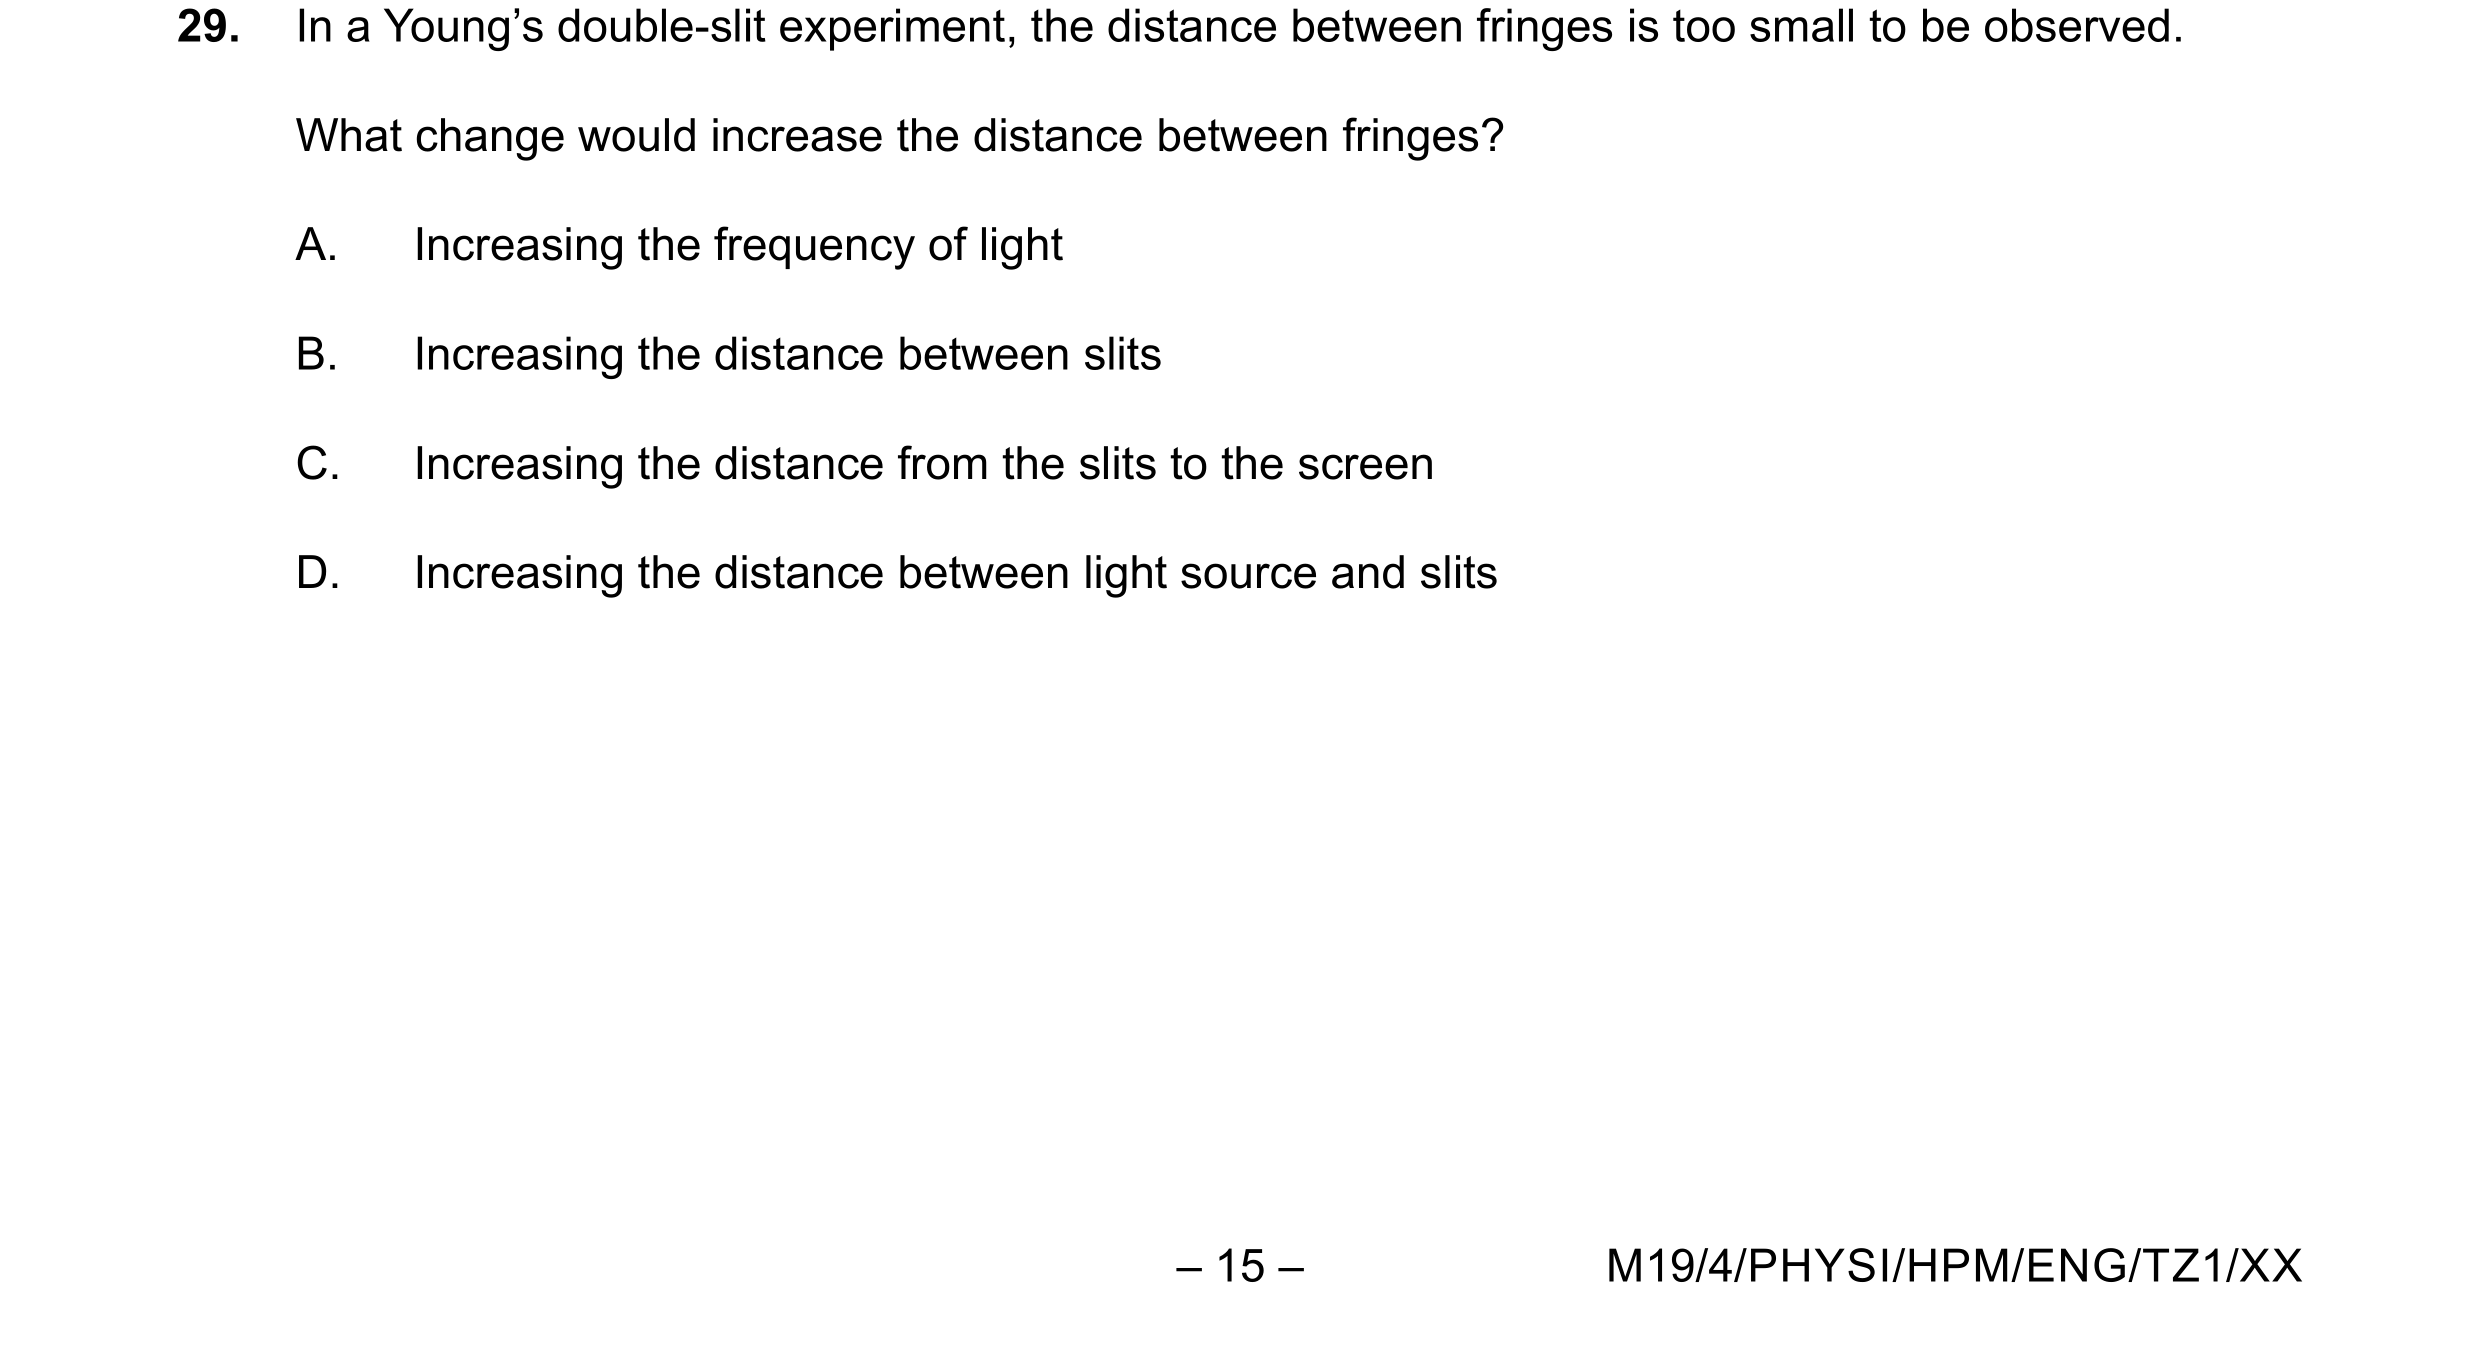 29. In a Young’s double-slit experiment, the distance between fringes is too small to be observed.
What change would increase the distance between fringes?
A. Increasing the frequency of light
B. Increasing the distance between slits
C. Increasing the distance from the slits to the screen
D. Increasing the distance between light source and slits
– 15 – M19/4/PHYSI/HPM/ENG/TZ1/XX